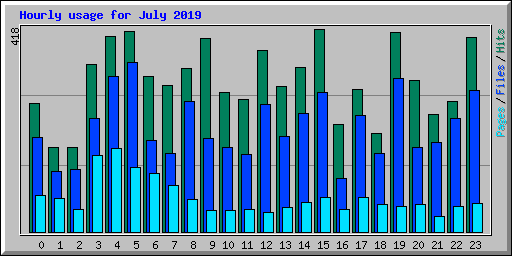 Hourly usage for July 2019
418
Pages / Files / Hits
0 1 2 3 4 5 6 7 8 9 10 11 12 13 14 15 16 17 18 19 20 21 22 23